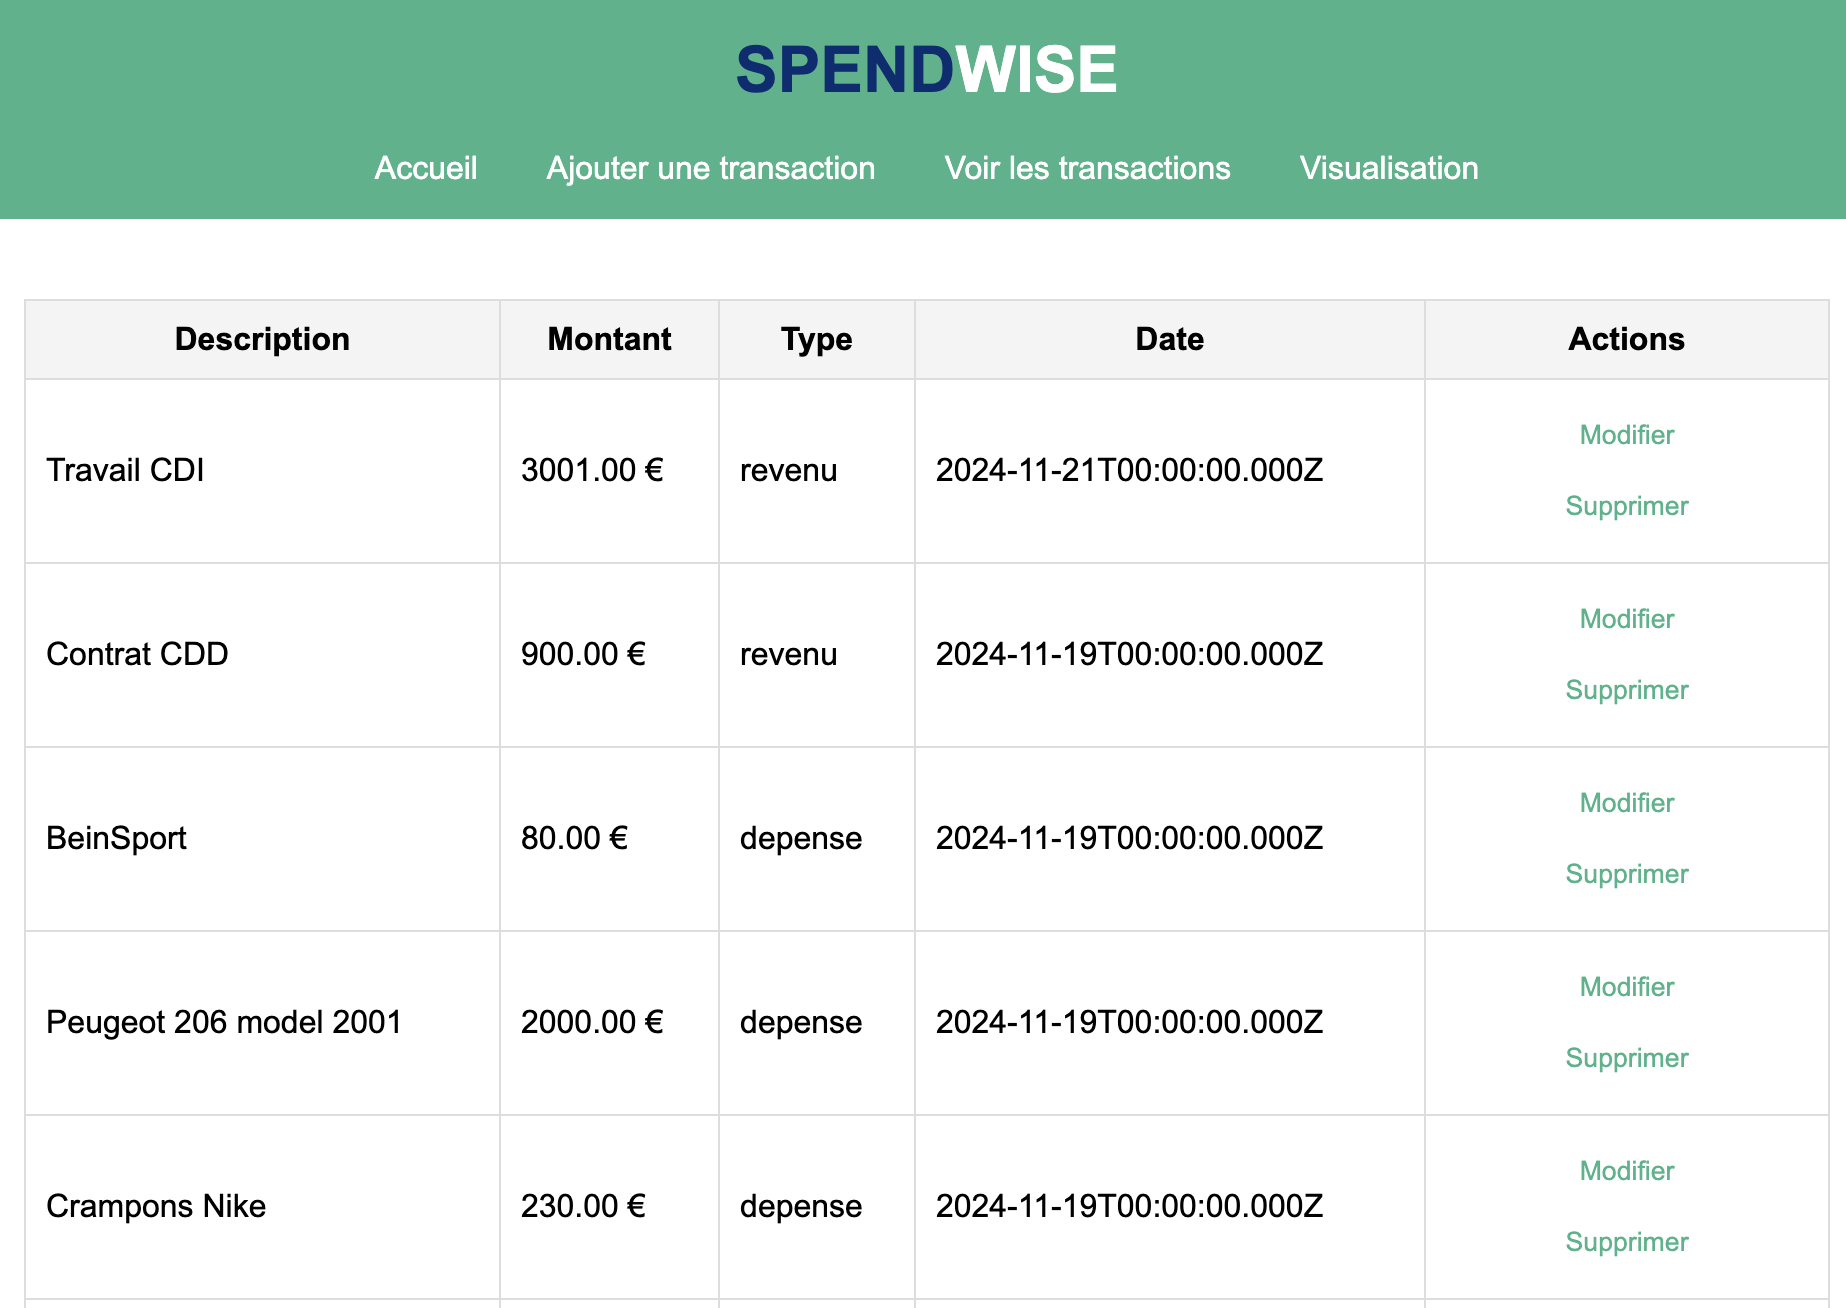 SPENDWISE
Accueil Ajouter une transaction Voir les transactions Visualisation
Description Montant Type Date Actions
Travail CDI 3001.00 € revenu 2024-11-21T00:00:00.000Z Modifier
Supprimer
Contrat CDD 900.00 € revenu 2024-11-19T00:00:00.000Z Modifier
Supprimer
BeinSport 80.00 € depense 2024-11-19T00:00:00.000Z Modifier
Supprimer
Peugeot 206 model 2001 2000.00 € depense 2024-11-19T00:00:00.000Z Modifier
Supprimer
Crampons Nike 230.00 € depense 2024-11-19T00:00:00.000Z Modifier
Supprimer